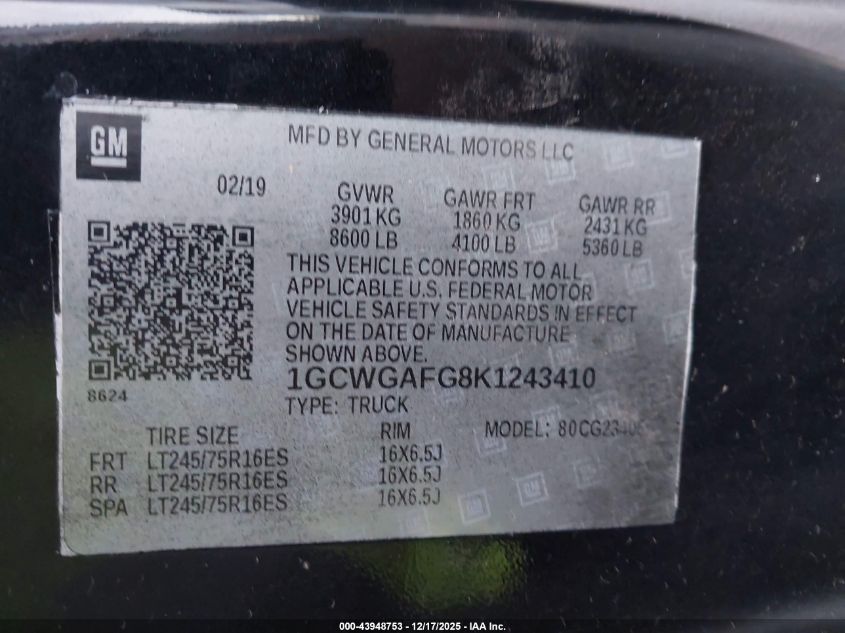 GM
MFD BY GENERAL MOTORS LLC
02/19 GVWR GAWR FRT GAWR RR
3901 KG 1860 KG 2431 KG
8600 LB 4100 LB 5360 LB
THIS VEHICLE CONFORMS TO ALL
APPLICABLE U.S. FEDERAL MOTOR
VEHICLE SAFETY STANDARDS IN EFFECT
ON THE DATE OF MANUFACTURE
SHOWN ABOVE.
8624
1GCWGAFG8K1243410
TYPE: TRUCK
TIRE SIZE RIM MODEL:
FRT LT245/75R16ES 16X6.5J
RR LT245/75R16ES 16X6.5J
SPA LT245/75R16ES 16X6.5J
000-43948753 - 12/17/2025 - IAA Inc.